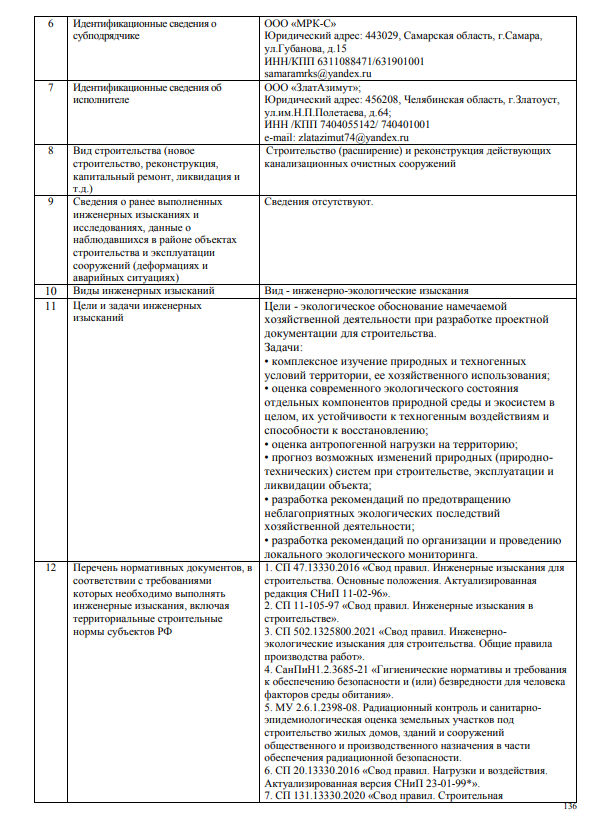 6 Идентификационные сведения о субподрядчике
ООО «МРК-С»
Юридический адрес: 443029, Самарская область, г.Самара,
ул.Губанова, д.15
ИНН/КПП 6311088471/631901001
samaramrks@yandex.ru
7 Идентификационные сведения об исполнителе
ООО «ЗлатАзимут»;
Юридический адрес: 456208, Челябинская область, г.Златоуст,
ул.им.Н.П.Полетаева, д.64;
ИНН /КПП 7404055142/ 740401001
e-mail: zlatazimut74@yandex.ru
8 Вид строительства (новое
строительство, реконструкция,
капитальный ремонт, ликвидация и
т.д.)
Строительство (расширение) и реконструкция действующих
канализационных очистных сооружений
9 Сведения о ранее выполненных
инженерных изысканиях и
исследованиях, данные о
наблюдавшихся в районе объектах
строительства и эксплуатации
сооружений (деформациях и
аварийных ситуациях)
Сведения отсутствуют.
10 Виды инженерных изысканий
Вид - инженерно-экологические изыскания
11 Цели и задачи инженерных
изысканий
Цели - экологическое обоснование намечаемой
хозяйственной деятельности при разработке проектной
документации для строительства.
Задачи:
• комплексное изучение природных и техногенных
условий территории, ее хозяйственного использования;
• оценка современного экологического состояния
отдельных компонентов природной среды и экосистем в
целом, их устойчивости к техногенным воздействиям и
способности к восстановлению;
• оценка антропогенной нагрузки на территорию;
• прогноз возможных изменений природных (природно-
технических) систем при строительстве, эксплуатации и
ликвидации объекта;
• разработка рекомендаций по предотвращению
неблагоприятных экологических последствий
хозяйственной деятельности;
• разработка рекомендаций по организации и проведению
локального экологического мониторинга.
12 Перечень нормативных документов, в
соответствии с требованиями
которых необходимо выполнять
инженерные изыскания, включая
территориальные строительные
нормы субъектов РФ
1. СП 47.13330.2016 «Свод правил. Инженерные изыскания для
строительства. Основные положения. Актуализированная
редакция СНиП 11-02-96».
2. СП 11-105-97 «Свод правил. Инженерные изыскания в
строительстве».
3. СП 502.1325800.2021 «Свод правил. Инженерно-
экологические изыскания для строительства. Общие правила
производства работ».
4. СанПиН1.2.3685-21 «Гигиенические нормативы и требования
к обеспечению безопасности и (или) безвредности для человека
факторов среды обитания».
5. МУ 2.6.1.2398-08. Радиационный контроль и санитарно-
эпидемиологическая оценка земельных участков под
строительство жилых домов, зданий и сооружений
общественного и производственного назначения в части
обеспечения радиационной безопасности.
6. СП 20.13330.2016 «Свод правил. Нагрузки и воздействия.
Актуализированная версия СНиП 23-01-99*».
7. СП 131.13330.2020 «Свод правил. Строительная
136